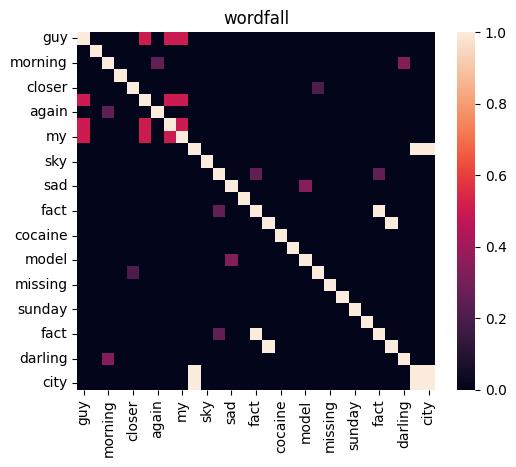 wordfall
guy
morning
closer
again
my
sky
sad
fact
cocaine
model
missing
sunday
fact
darling
city
1.0
0.8
0.6
0.4
0.2
0.0
guy
morning
closer
again
my
sky
sad
fact
cocaine
model
missing
sunday
fact
darling
city